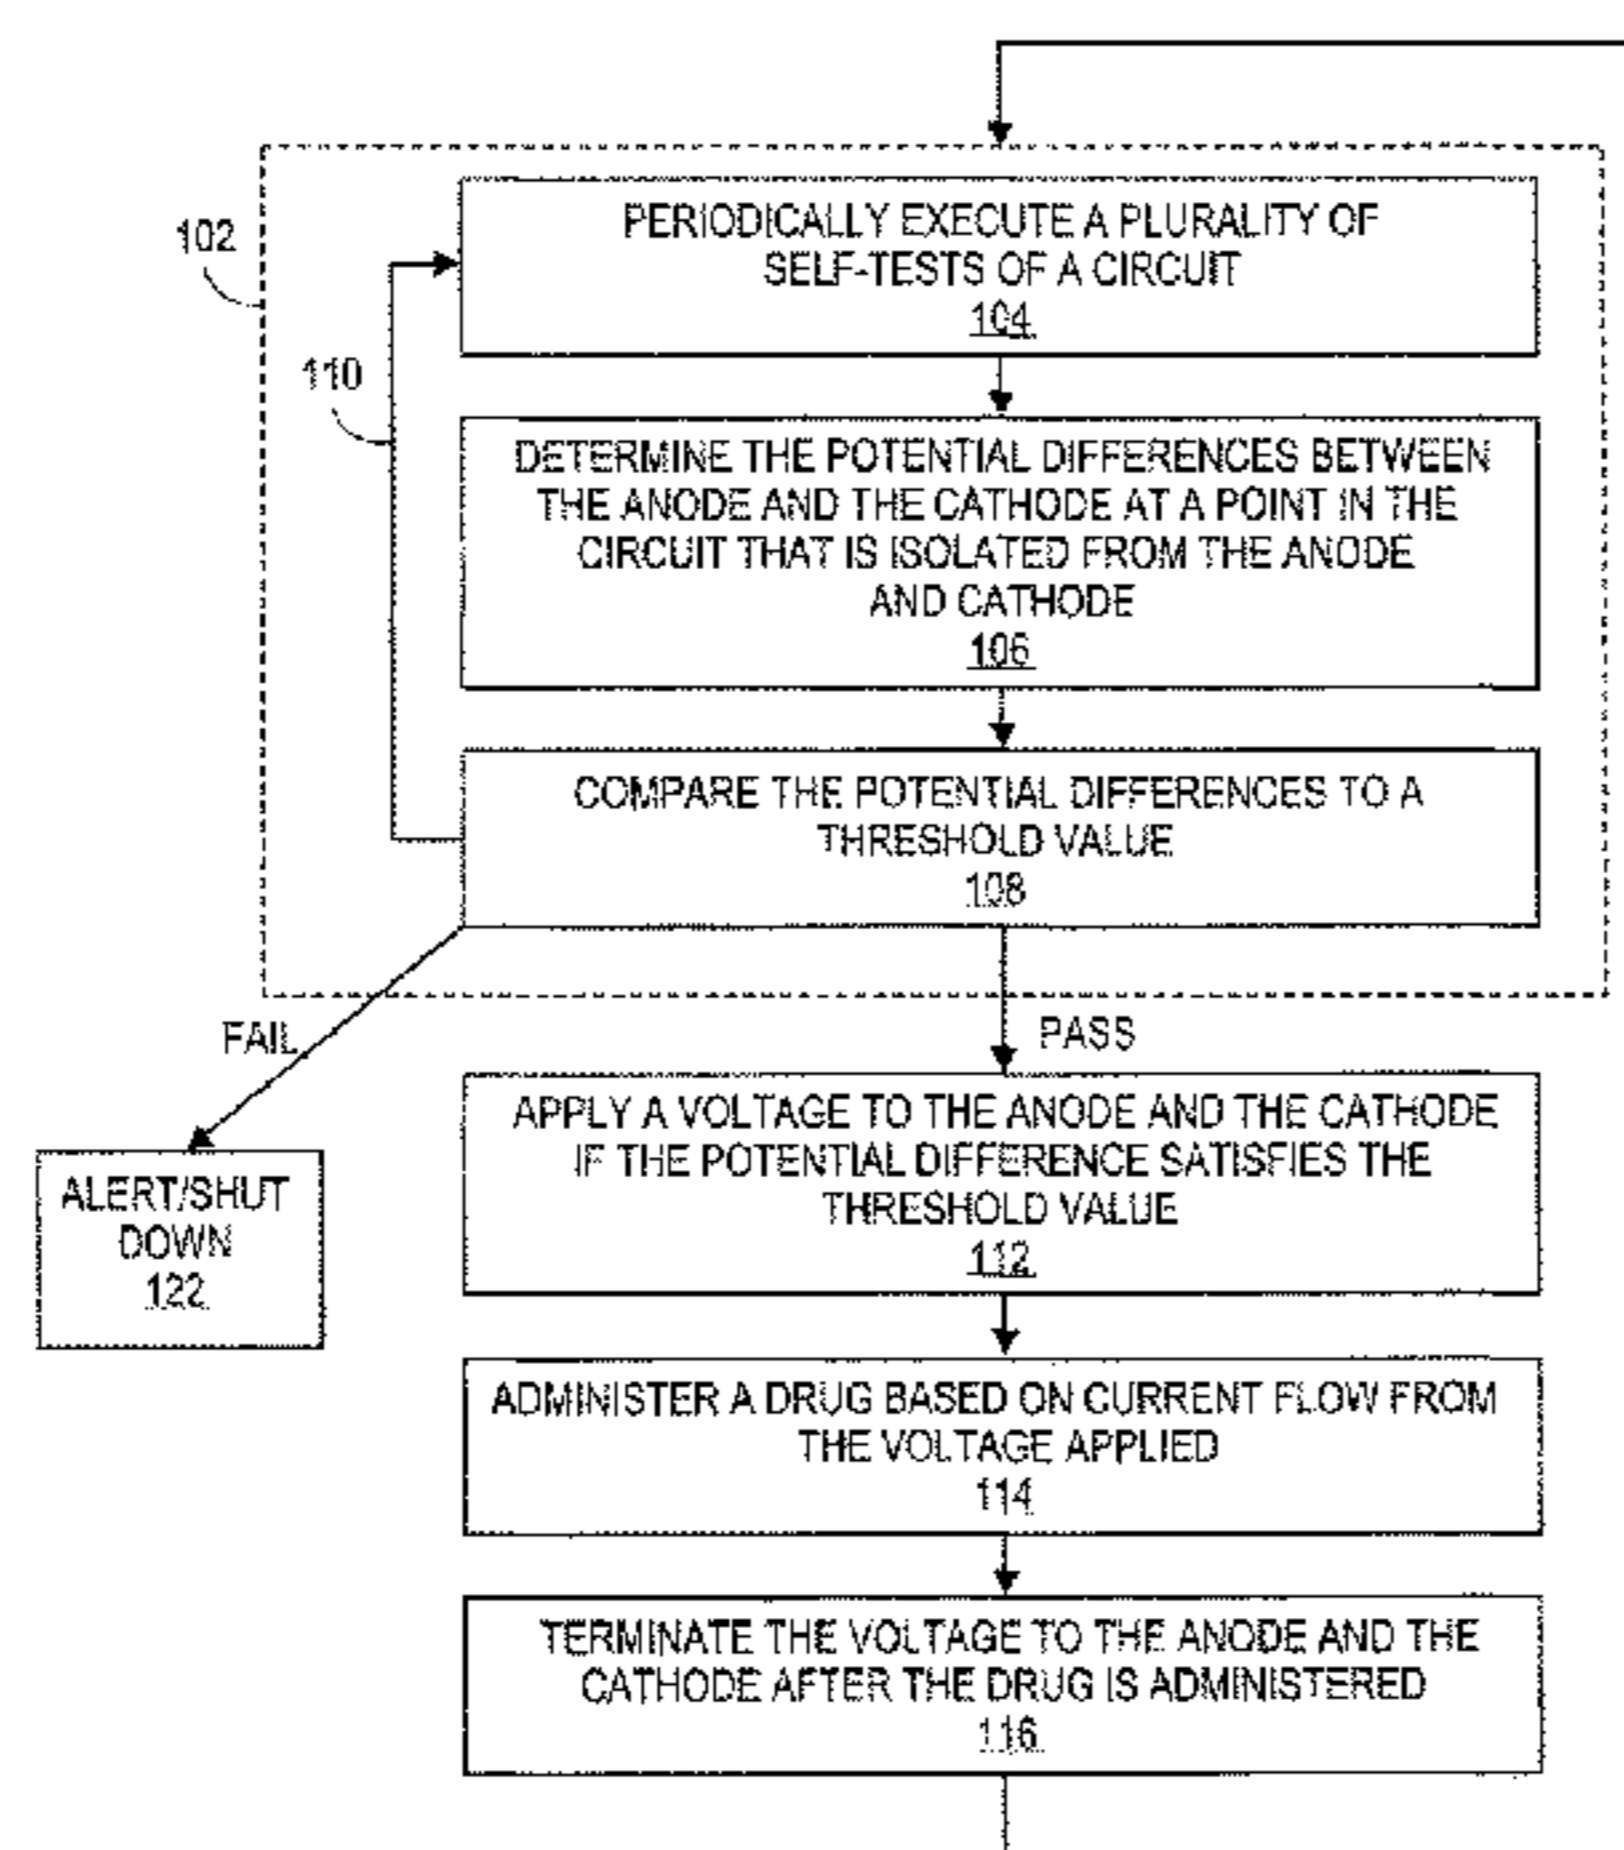 PERIODICALLY EXECUTE A PLURALITY OF
SELF-TESTS OF A CIRCUIT
104
102
110
DETERMINE THE POTENTIAL DIFFERENCES BETWEEN
THE ANODE AND THE CATHODE AT A POINT IN THE
CIRCUIT THAT IS ISOLATED FROM THE ANODE
AND CATHODE
106
COMPARE THE POTENTIAL DIFFERENCES TO A
THRESHOLD VALUE
108
FAIL
PASS
APPLY A VOLTAGE TO THE ANODE AND THE CATHODE
IF THE POTENTIAL DIFFERENCE SATISFIES THE
THRESHOLD VALUE
112
ALERT/SHUT
DOWN
122
ADMINISTER A DRUG BASED ON CURRENT FLOW FROM
THE VOLTAGE APPLIED
114
TERMINATE THE VOLTAGE TO THE ANODE AND THE
CATHODE AFTER THE DRUG IS ADMINISTERED
116